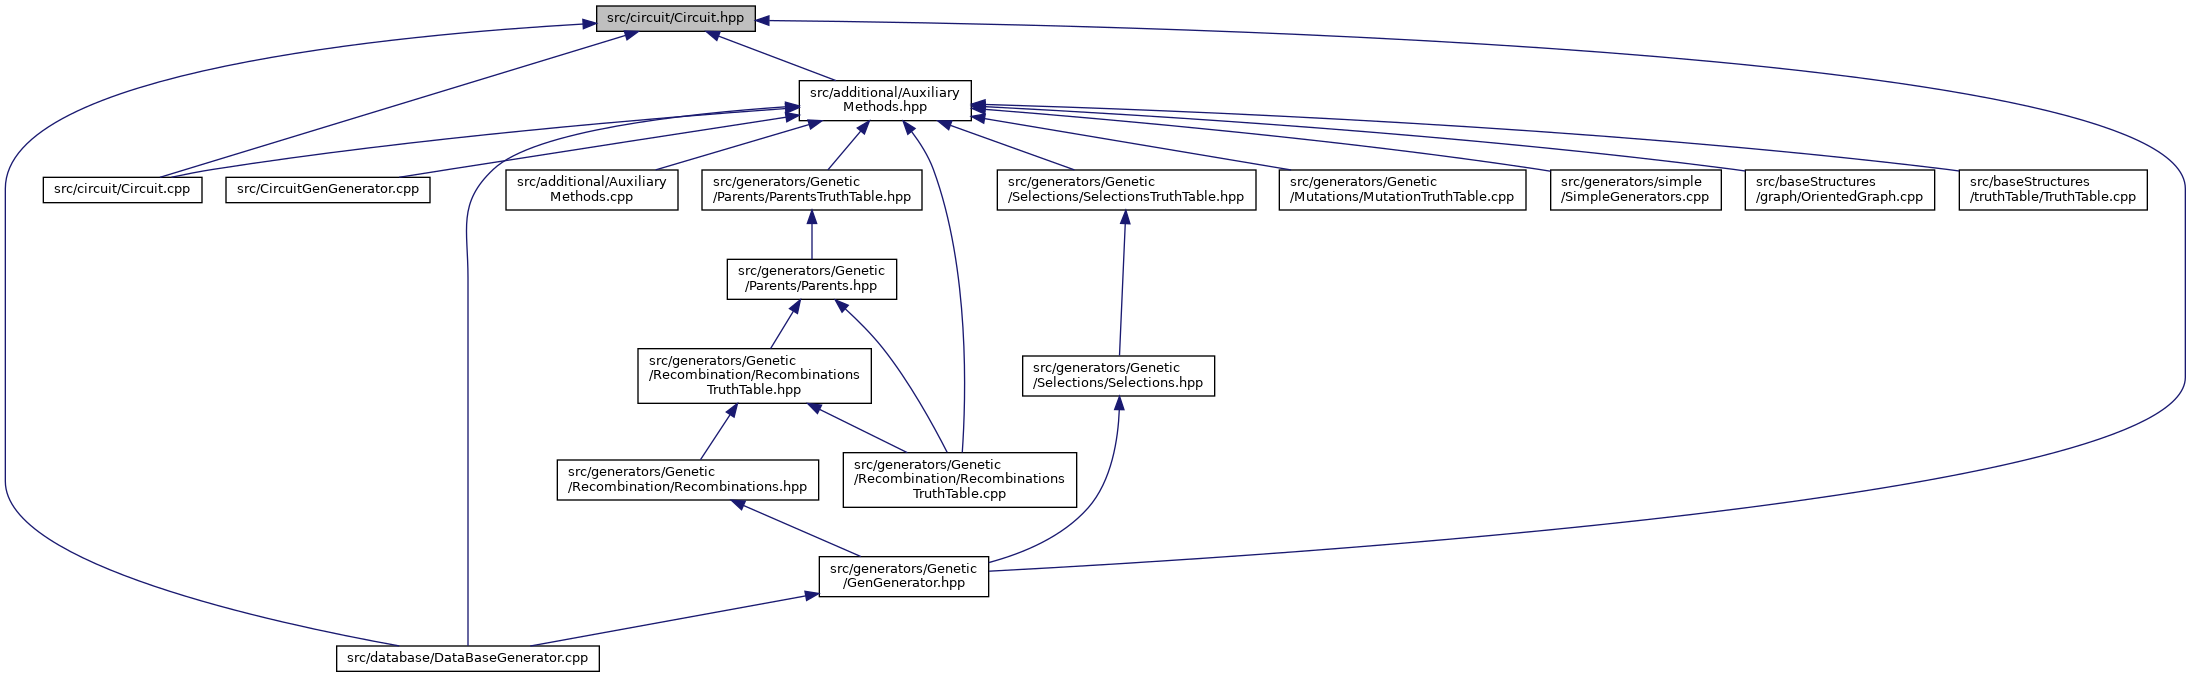 src/circuit/Circuit.hpp
src/additional/Auxiliary
Methods.hpp
src/circuit/Circuit.cpp
src/CircuitGenGenerator.cpp
src/additional/Auxiliary
Methods.cpp
src/generators/Genetic
/Parents/ParentsTruthTable.hpp
src/generators/Genetic
/Selections/SelectionsTruthTable.hpp
src/generators/Genetic
/Mutations/MutationTruthTable.cpp
src/generators/simple
/SimpleGenerators.cpp
src/baseStructures
/graph/OrientedGraph.cpp
src/baseStructures
/truthTable/TruthTable.cpp
src/generators/Genetic
/Parents/Parents.hpp
src/generators/Genetic
/Recombination/Recombinations
TruthTable.hpp
src/generators/Genetic
/Selections/Selections.hpp
src/generators/Genetic
/Recombination/Recombinations.hpp
src/generators/Genetic
/Recombination/Recombinations
TruthTable.cpp
src/generators/Genetic
/GenGenerator.hpp
src/database/DataBaseGenerator.cpp